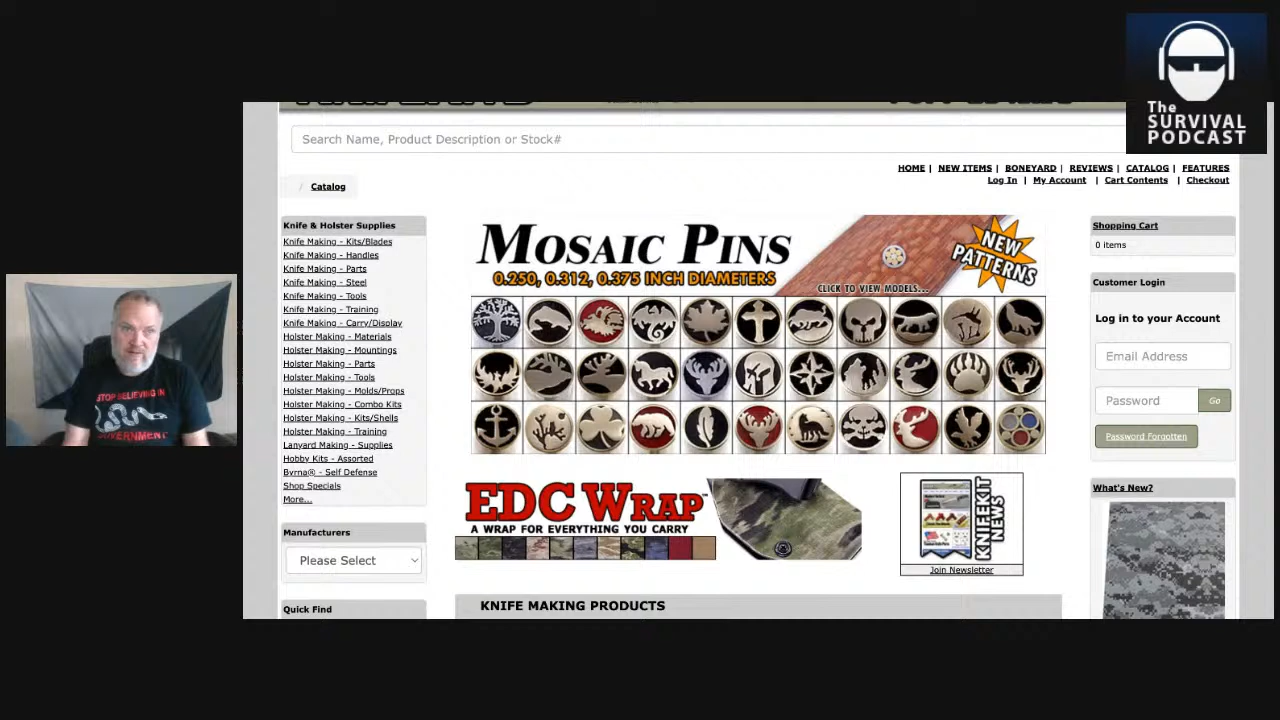 The
SURVIVAL
PODCAST
Search Name, Product Description or Stock#
HOME | NEW ITEMS | BONEYARD | REVIEWS | CATALOG | FEATURES
Log In | My Account | Cart Contents | Checkout
/ Catalog
Knife & Holster Supplies
Knife Making - Kits/Blades
Knife Making - Handles
Knife Making - Parts
Knife Making - Steel
Knife Making - Tools
Knife Making - Training
Knife Making - Carry/Display
Holster Making - Materials
Holster Making - Mountings
Holster Making - Parts
Holster Making - Tools
Holster Making - Molds/Props
Holster Making - Combo Kits
Holster Making - Kits/Shells
Holster Making - Training
Lanyard Making - Supplies
Hobby Kits - Assorted
Byrna® - Self Defense
Shop Specials
More...
Manufacturers
Please Select
Quick Find
MOSAIC PINS
0.250, 0.312, 0.375 INCH DIAMETERS
NEW
PATTERNS
CLICK TO VIEW MODELS...
EDC WRAP™
A WRAP FOR EVERYTHING YOU CARRY
KNIFEKIT
NEWS
Join Newsletter
KNIFE MAKING PRODUCTS
Shopping Cart
0 items
Customer Login
Log in to your Account
Email Address
Password
Go
Password Forgotten
What's New?
STOP BELIEVING IN
GOVERNMENT